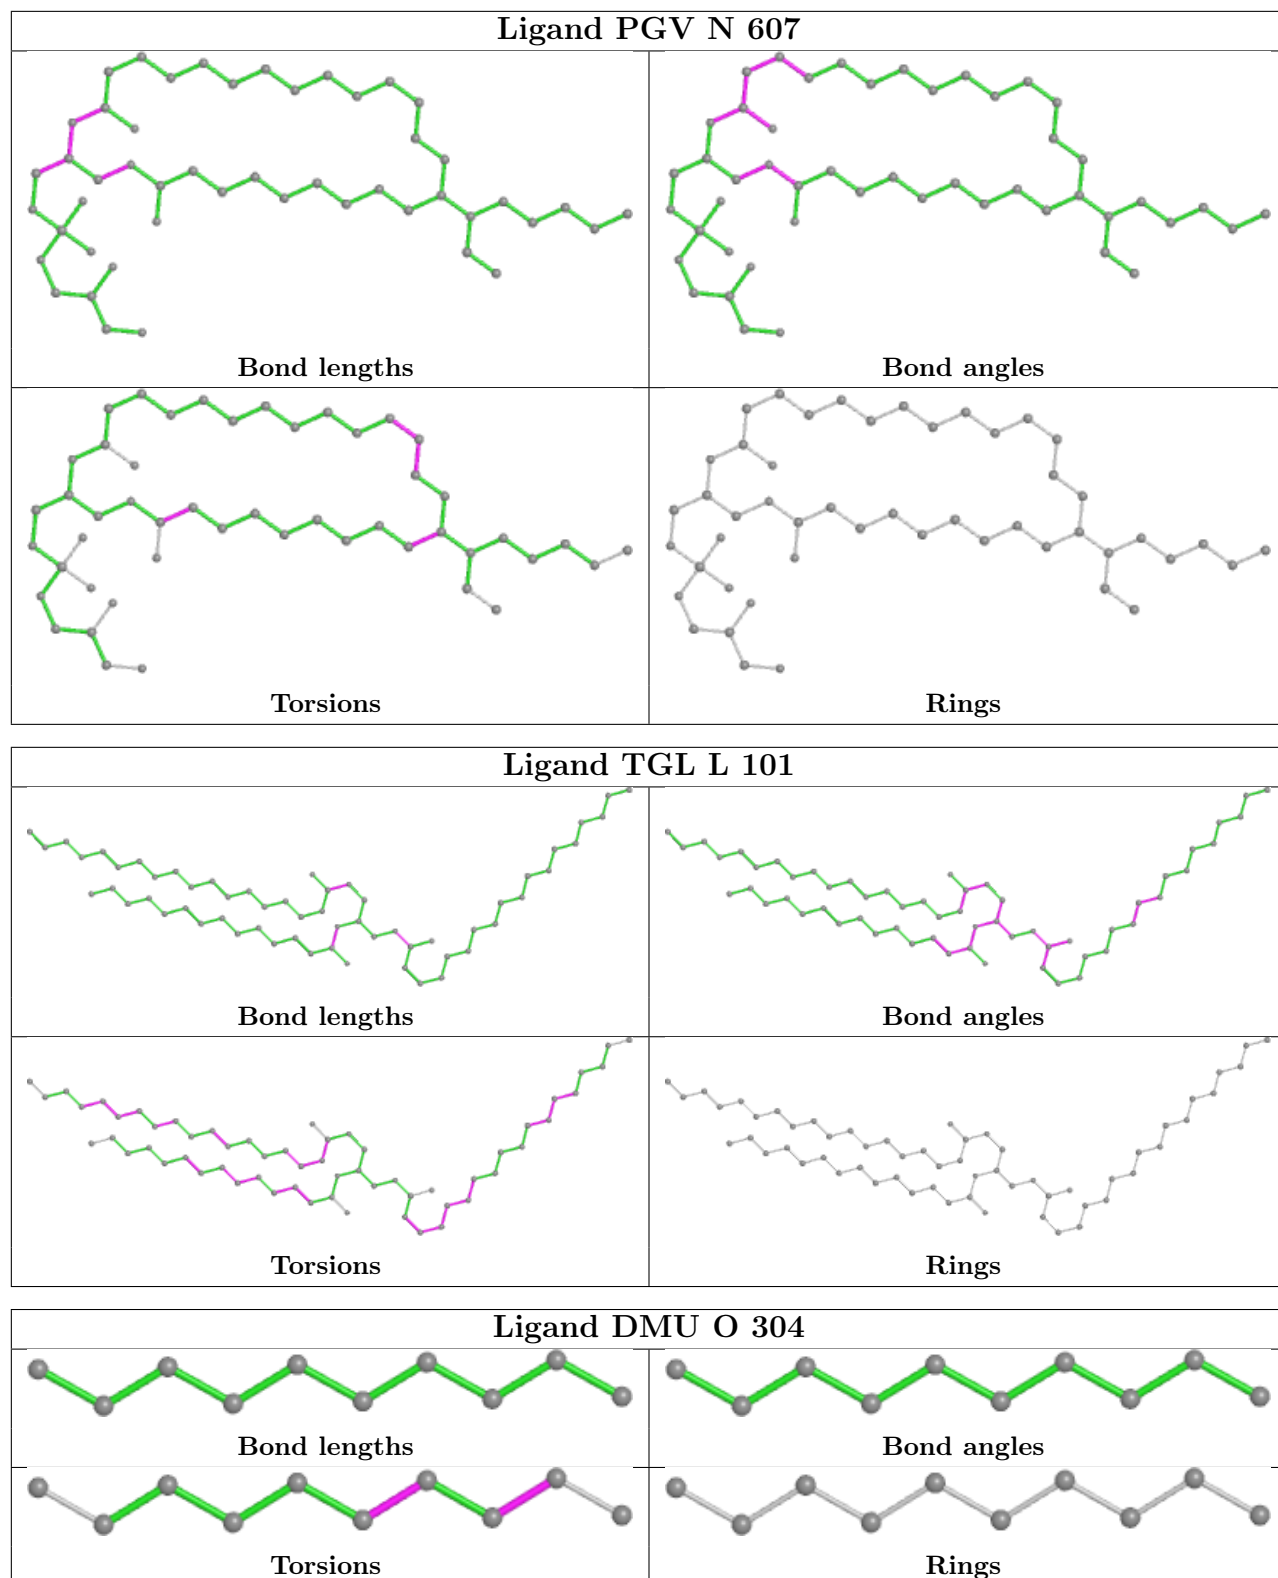 Ligand PGV N 607
Bond lengths
Bond angles
Torsions
Rings
Ligand TGL L 101
Bond lengths
Bond angles
Torsions
Rings
Ligand DMU O 304
Bond lengths
Bond angles
Torsions
Rings